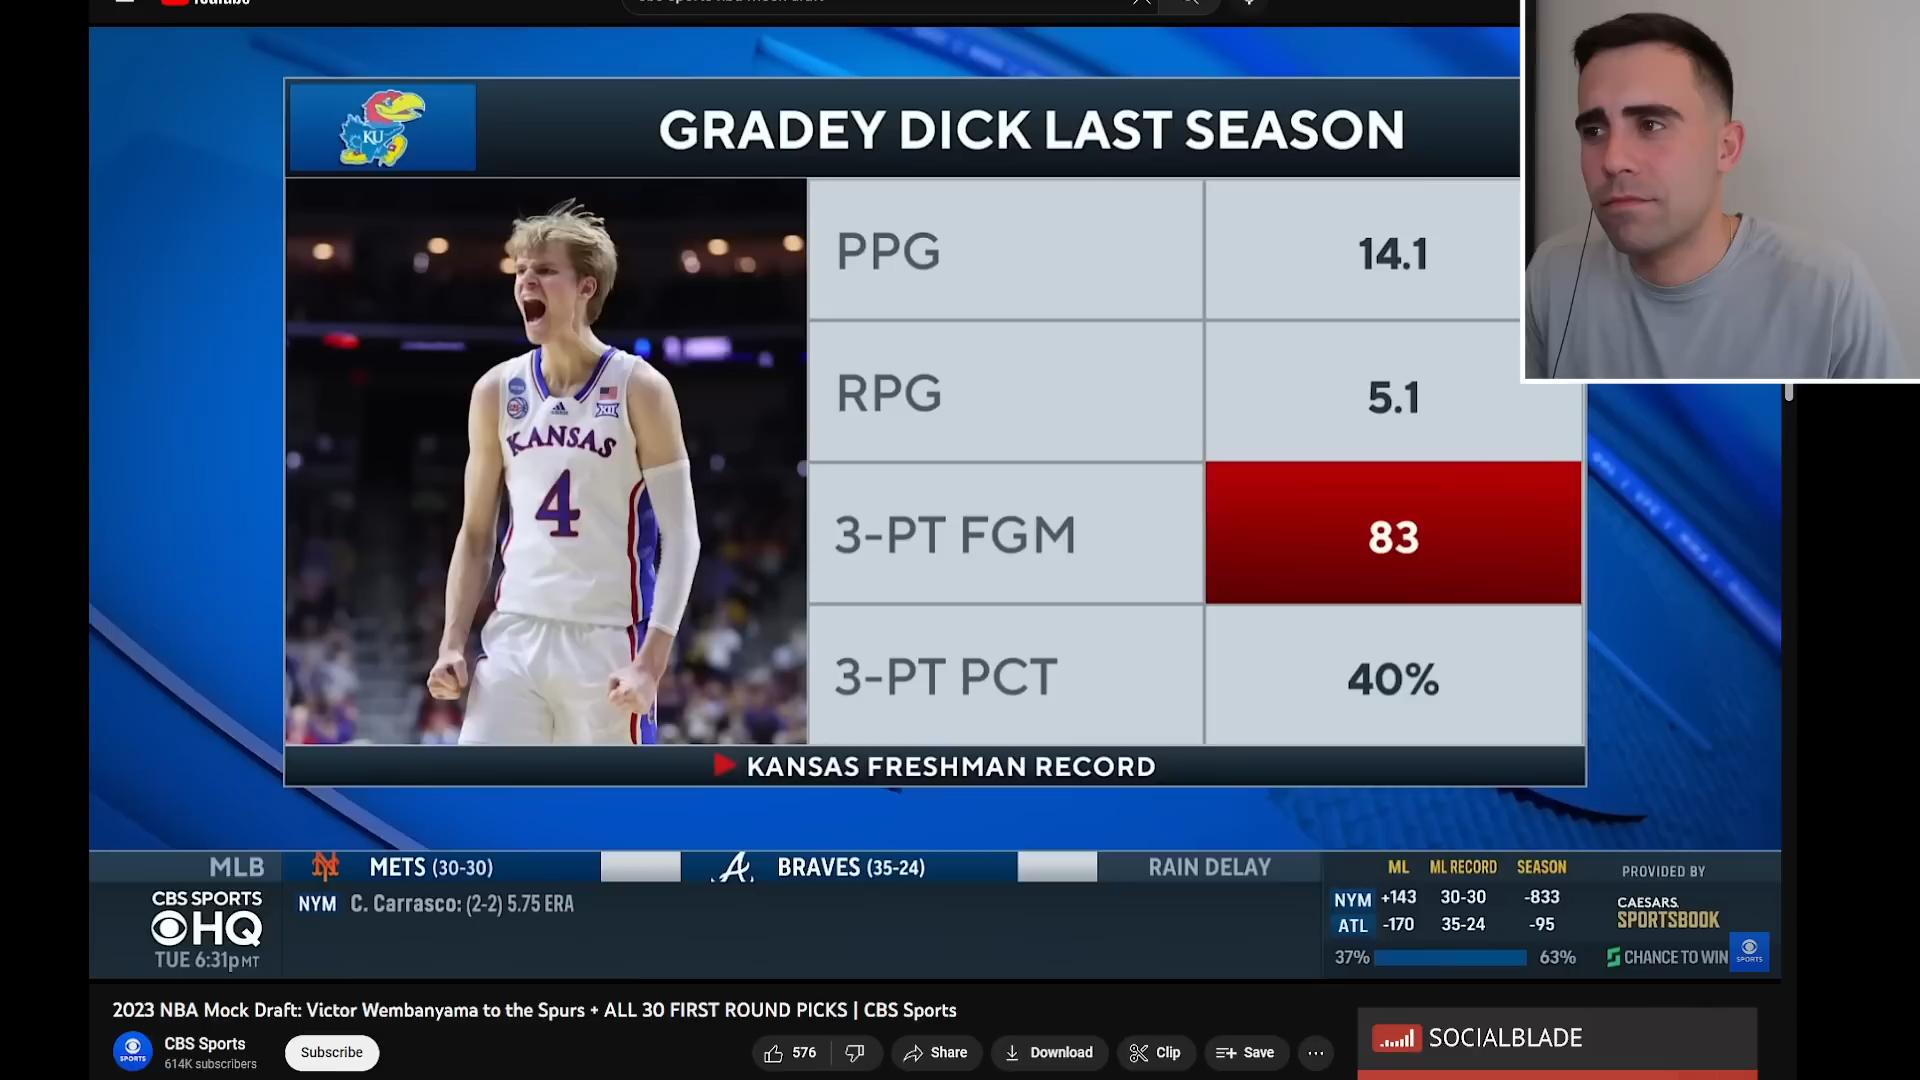 GRADEY DICK LAST SEASON
KU
PPG 14.1
RPG 5.1
3-PT FGM 83
3-PT PCT 40%
KANSAS
4
XII
KANSAS FRESHMAN RECORD
MLB METS (30-30) BRAVES (35-24) RAIN DELAY
CBS SPORTS
HQ
TUE 6:31pMT
NYM C. Carrasco: (2-2) 5.75 ERA
ML ML RECORD SEASON
NYM +143 30-30 -833
ATL -170 35-24 -95
37% 63%
PROVIDED BY
CAESARS
SPORTSBOOK
CHANCE TO WIN
SPORTS
2023 NBA Mock Draft: Victor Wembanyama to the Spurs + ALL 30 FIRST ROUND PICKS | CBS Sports
SPORTS
CBS Sports
614K subscribers
Subscribe
576
Share
Download
Clip
Save
SOCIALBLADE